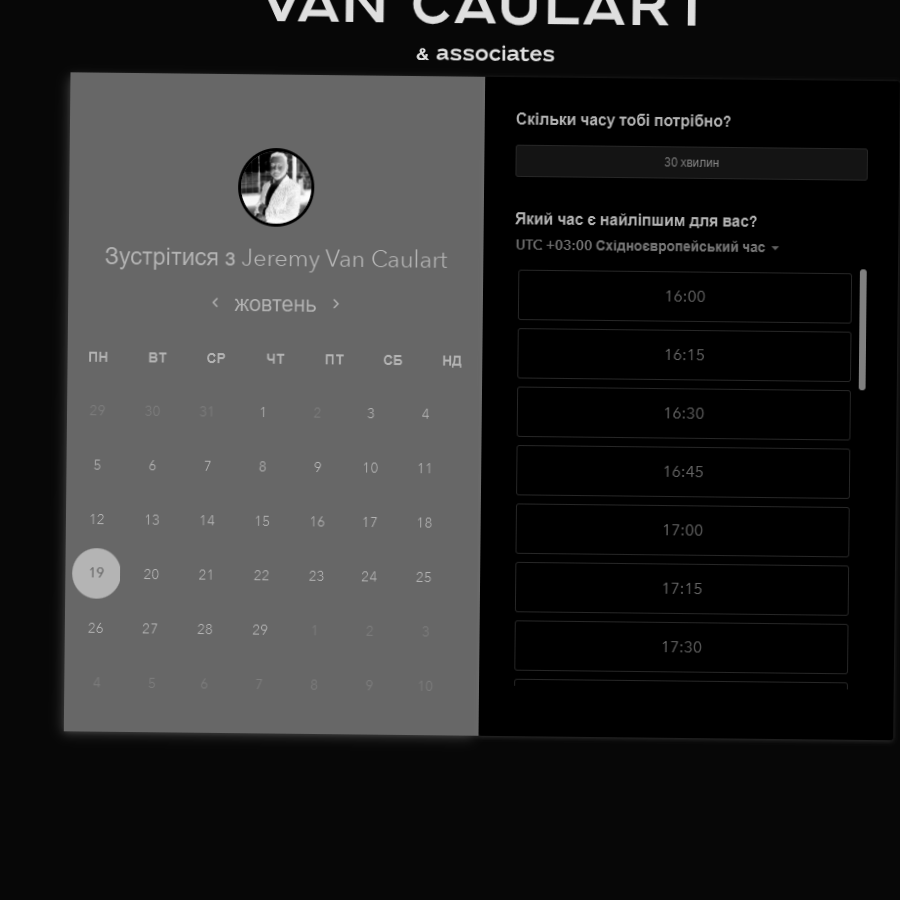 VAN CAULART
& associates
Зустрітися з Jeremy Van Caulart
жовтень
ПН ВТ СР ЧТ ПТ СБ НД
29 30 31 1 2 3 4
5 6 7 8 9 10 11
12 13 14 15 16 17 18
19 20 21 22 23 24 25
26 27 28 29 1 2 3
4 5 6 7 8 9 10
Скільки часу тобі потрібно?
30 хвилин
Який час є найліпшим для вас?
UTC +03:00 Східноєвропейський час
16:00
16:15
16:30
16:45
17:00
17:15
17:30